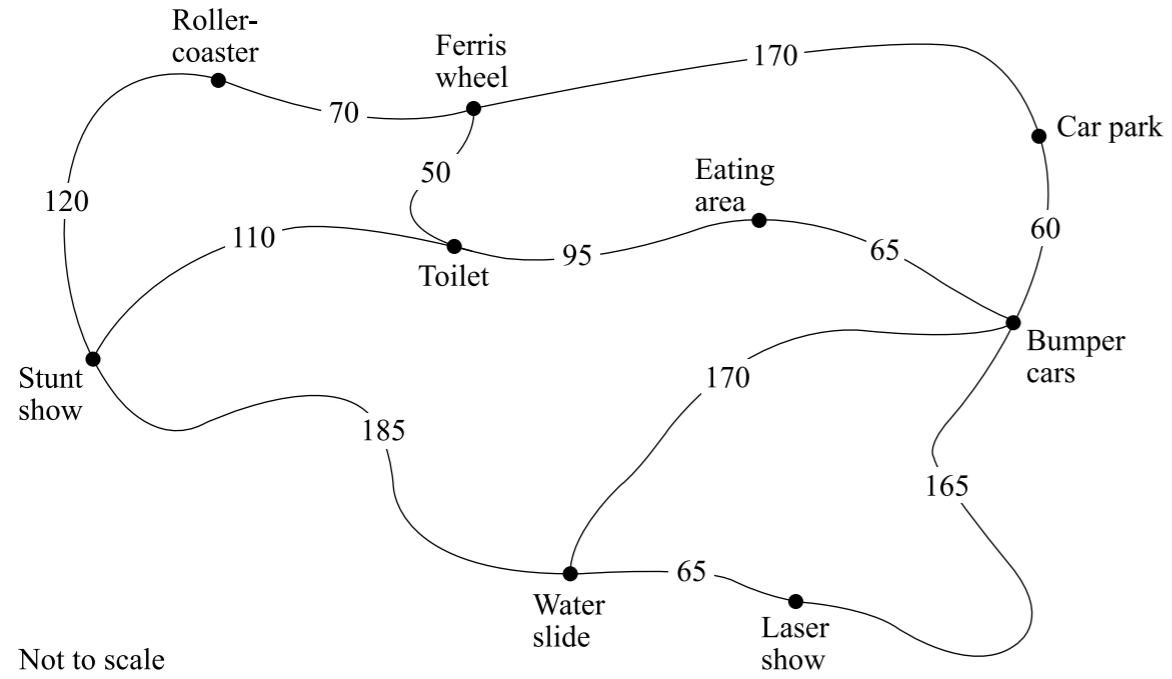 Roller-
coaster
Ferris
wheel
170
70
Car park
50
Eating
area
120
110
60
95
65
Toilet
Bumper
cars
170
Stunt
show
185
165
65
Water
slide
Laser
show
Not to scale